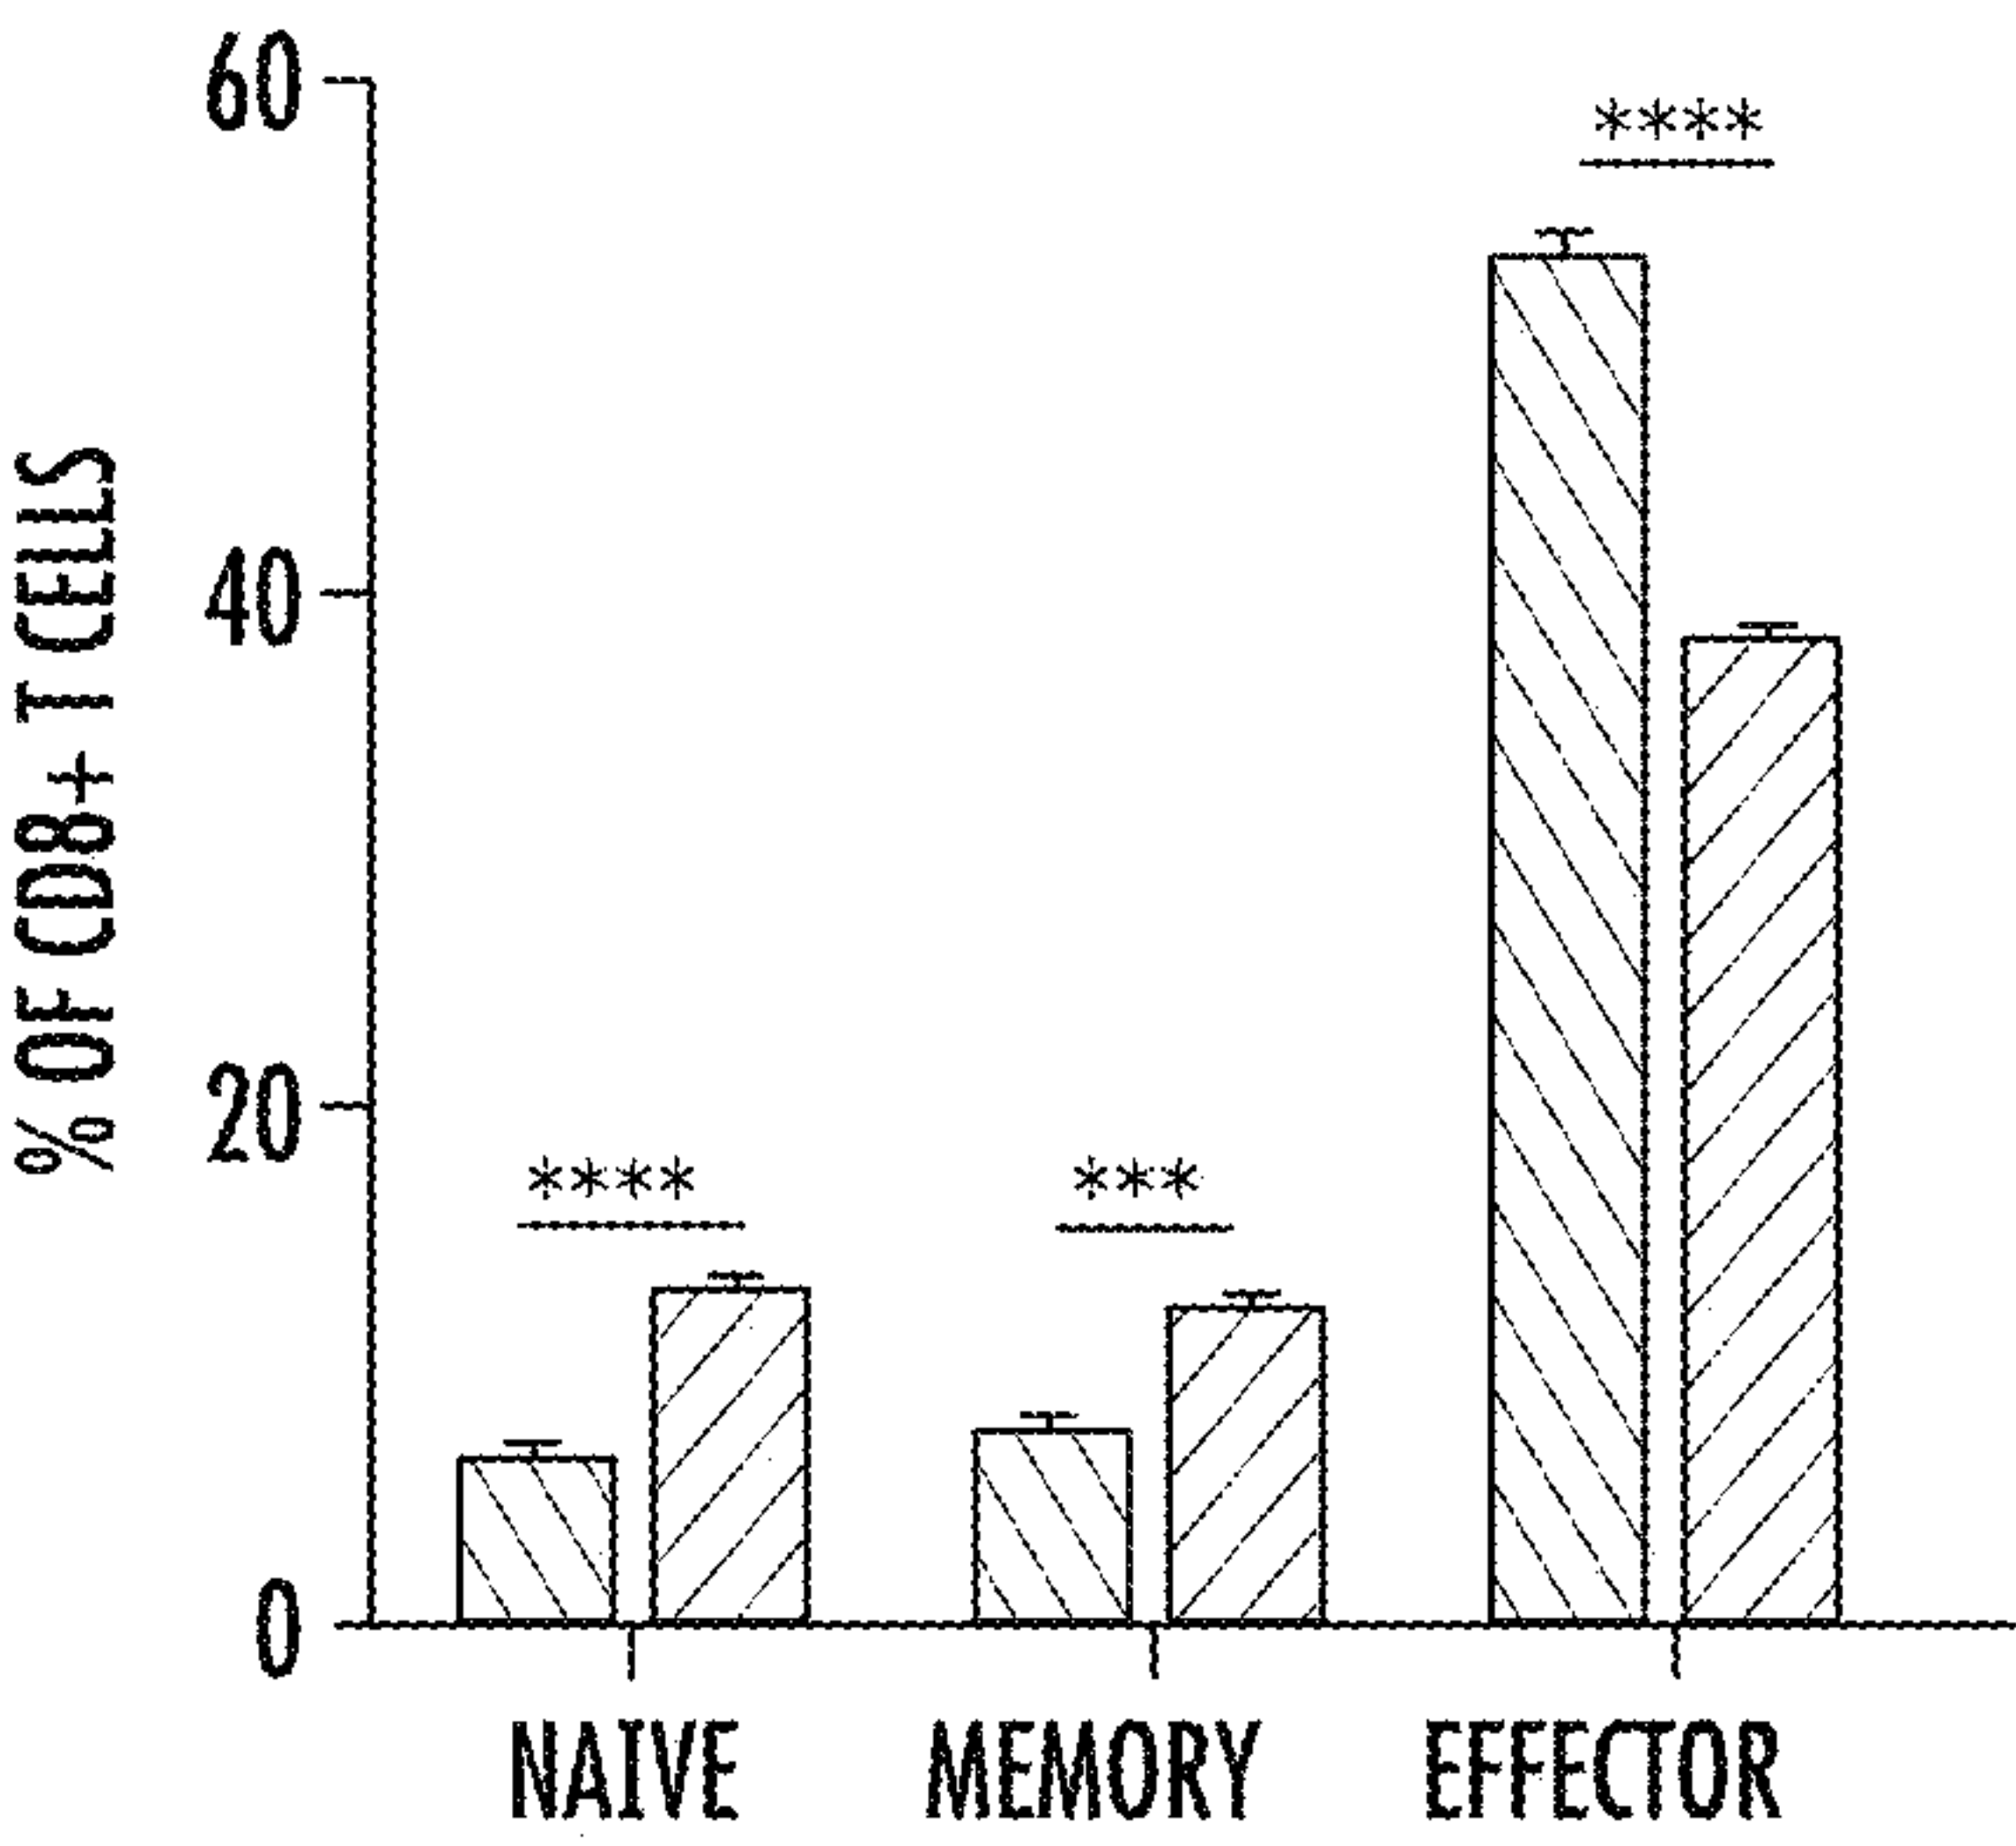 % OF CD8+ T CELLS
60
40
20
0
****
***
****
NAIVE
MEMORY
EFFECTOR